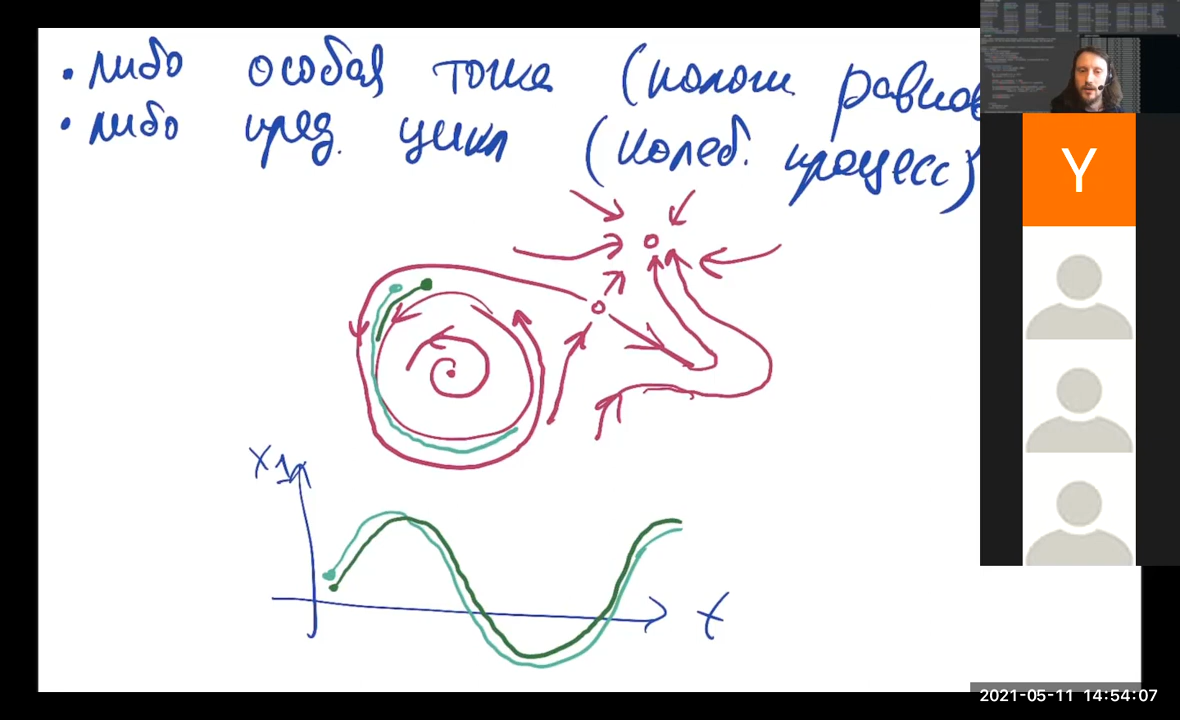 • либо особая точка (полож. равнов
• либо пред. цикл (колеб. процесс)
Y
x1
t
2021-05-11 14:54:07